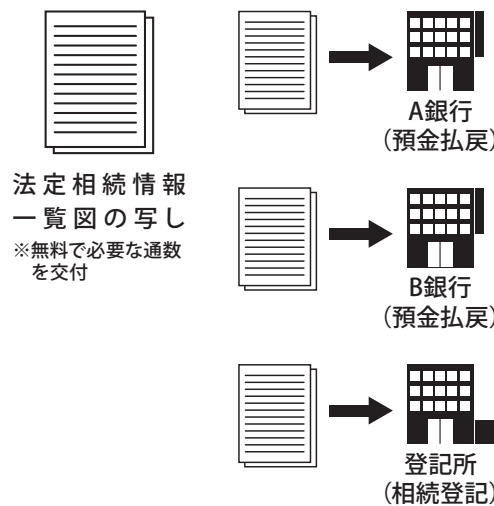 法定相続情報
一覧図の写し
※無料で必要な通数
を交付
A銀行
(預金払戻)
B銀行
(預金払戻)
登記所
(相続登記)